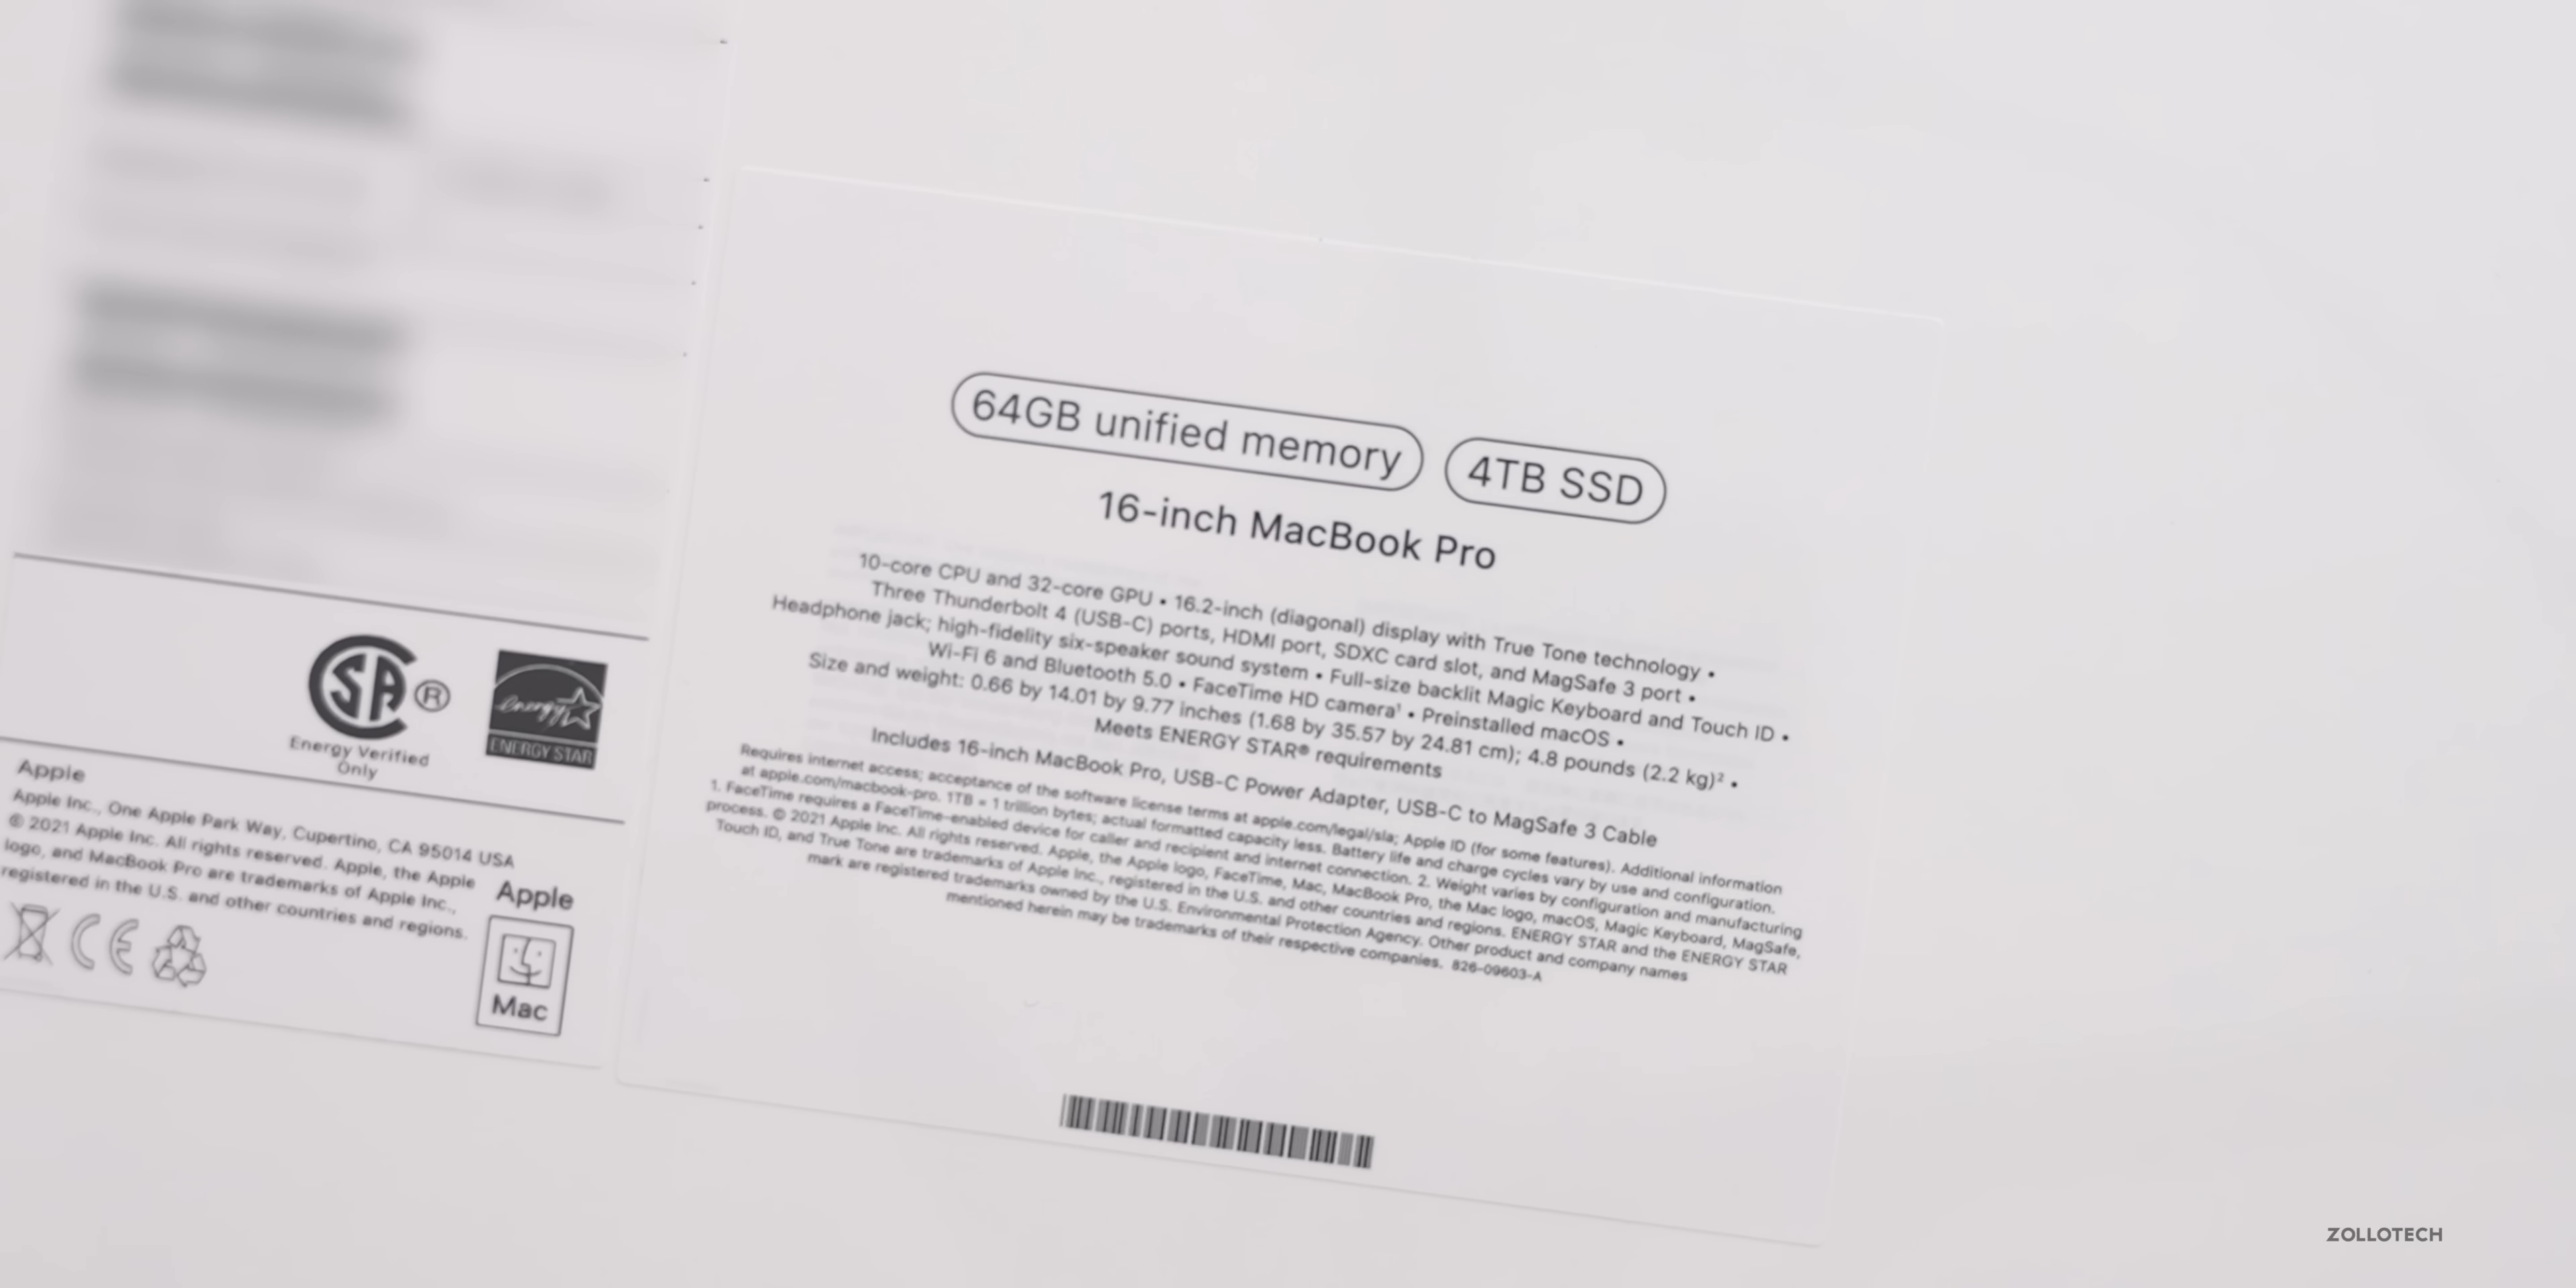 64GB unified memory 4TB SSD
16-inch MacBook Pro
10-core CPU and 32-core GPU • 16.2-inch (diagonal) display with True Tone technology •
Three Thunderbolt 4 (USB-C) ports, HDMI port, SDXC card slot, and MagSafe 3 port •
Headphone jack; high-fidelity six-speaker sound system • Full-size backlit Magic Keyboard and Touch ID •
Wi-Fi 6 and Bluetooth 5.0 • FaceTime HD camera¹ • Preinstalled macOS •
Size and weight: 0.66 by 14.01 by 9.77 inches (1.68 by 35.57 by 24.81 cm); 4.8 pounds (2.2 kg)² •
Meets ENERGY STAR® requirements
Includes 16-inch MacBook Pro, USB-C Power Adapter, USB-C to MagSafe 3 Cable
Requires internet access; acceptance of the software license terms at apple.com/legal/sla; Apple ID (for some features). Additional information
at apple.com/macbook-pro. 1TB = 1 trillion bytes; actual formatted capacity less. Battery life and charge cycles vary by use and configuration.
1. FaceTime requires a FaceTime-enabled device for caller and recipient and internet connection. 2. Weight varies by configuration and manufacturing
process. © 2021 Apple Inc. All rights reserved. Apple, the Apple logo, FaceTime, Mac, MacBook Pro, the Mac logo, macOS, Magic Keyboard, MagSafe,
Touch ID, and True Tone are trademarks of Apple Inc., registered in the U.S. and other countries and regions. ENERGY STAR and the ENERGY STAR
mark are registered trademarks owned by the U.S. Environmental Protection Agency. Other product and company names
mentioned herein may be trademarks of their respective companies. 826-09603-A
SA ®
Energy Verified
Only
energy
ENERGY STAR
Apple
Apple Inc., One Apple Park Way, Cupertino, CA 95014 USA
© 2021 Apple Inc. All rights reserved. Apple, the Apple
logo, and MacBook Pro are trademarks of Apple Inc.,
registered in the U.S. and other countries and regions.
CE
Apple
Mac
ZOLLOTECH